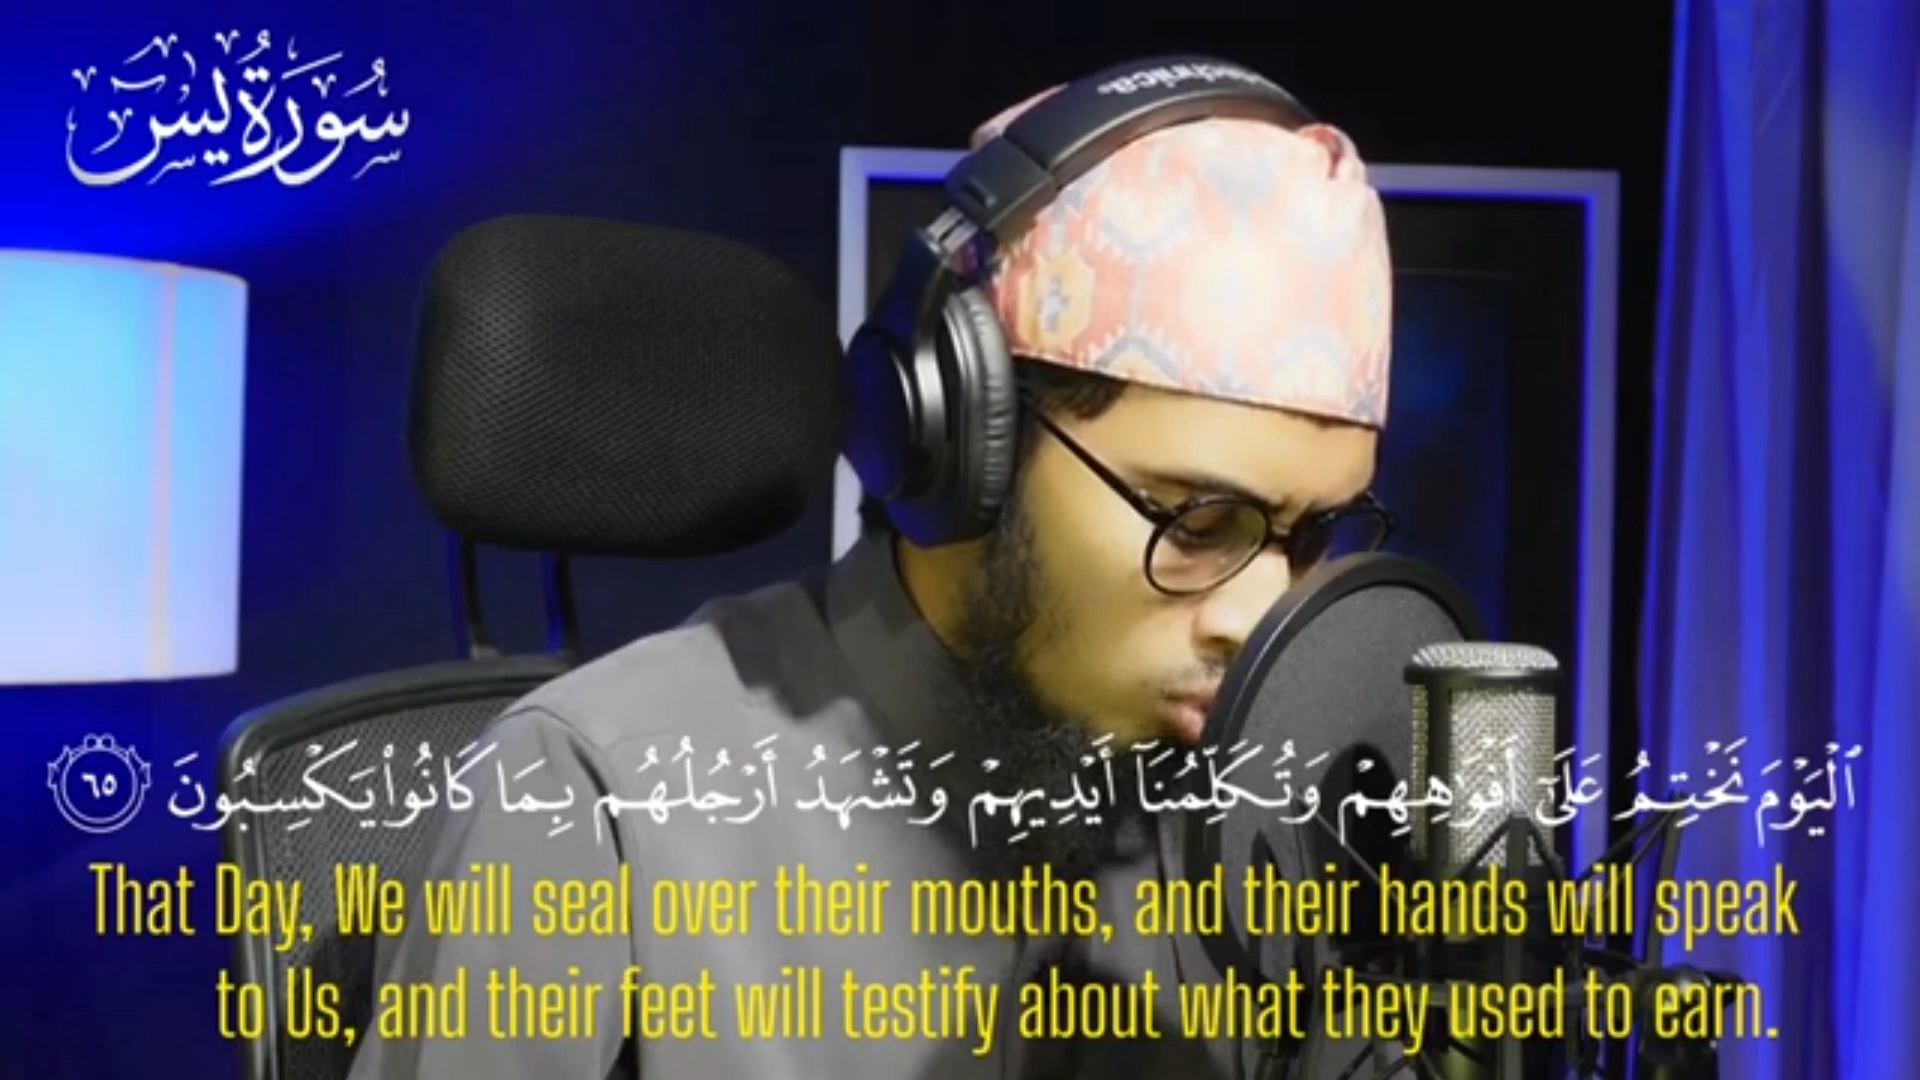 سُورَةُ يسٓ
technica
ٱلْيَوْمَ نَخْتِمُ عَلَىٰٓ أَفْوَٰهِهِمْ وَتُكَلِّمُنَآ أَيْدِيهِمْ وَتَشْهَدُ أَرْجُلُهُم بِمَا كَانُوا۟ يَكْسِبُونَ ٦٥
That Day, We will seal over their mouths, and their hands will speak
to Us, and their feet will testify about what they used to earn.